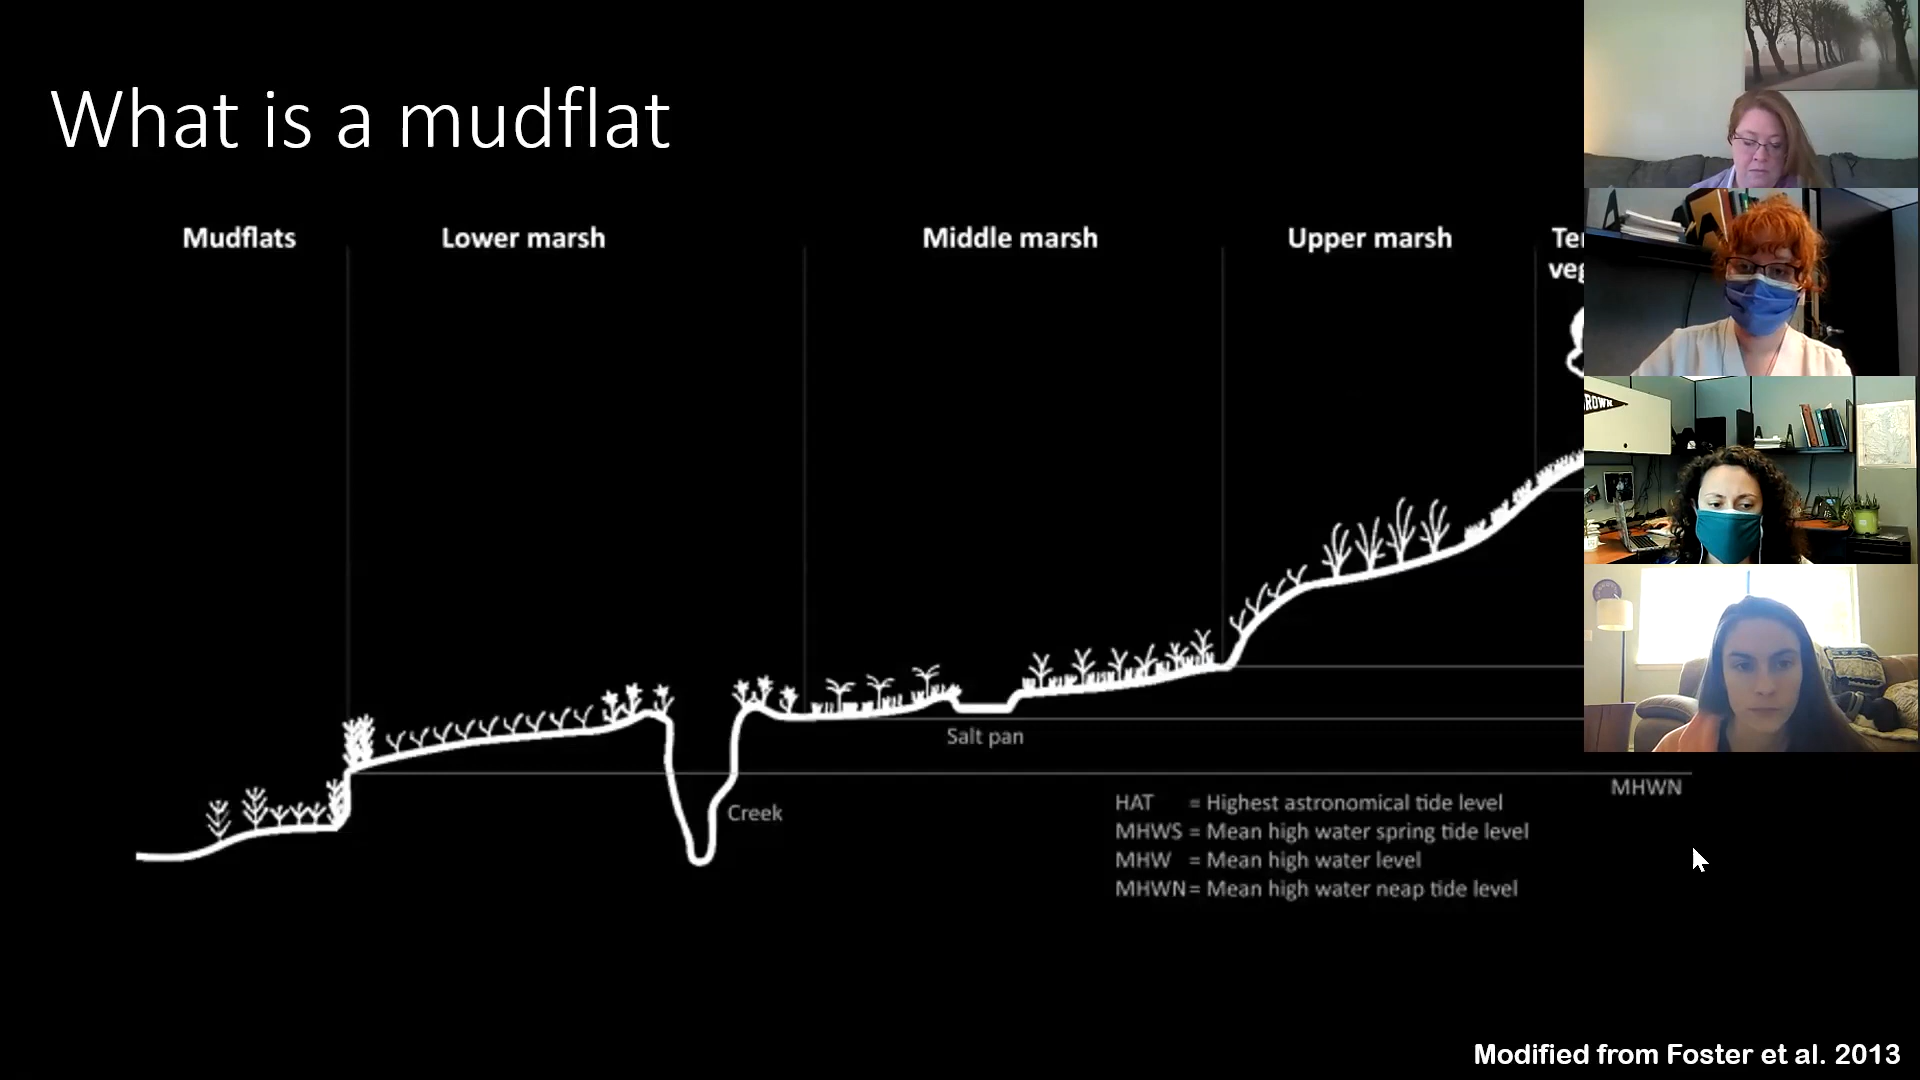 What is a mudflat
Mudflats
Lower marsh
Middle marsh
Upper marsh
Salt pan
Creek
MHWN
HAT = Highest astronomical tide level
MHWS = Mean high water spring tide level
MHW = Mean high water level
MHWN = Mean high water neap tide level
Modified from Foster et al. 2013